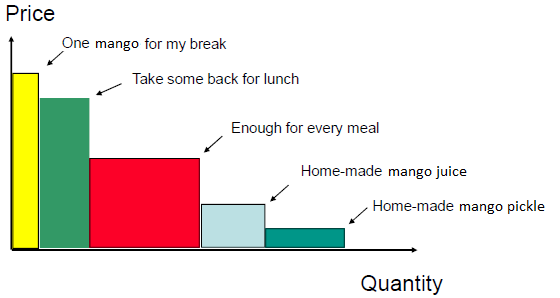 Price
One mango for my break
Take some back for lunch
Enough for every meal
Home-made mango juice
Home-made mango pickle
Quantity